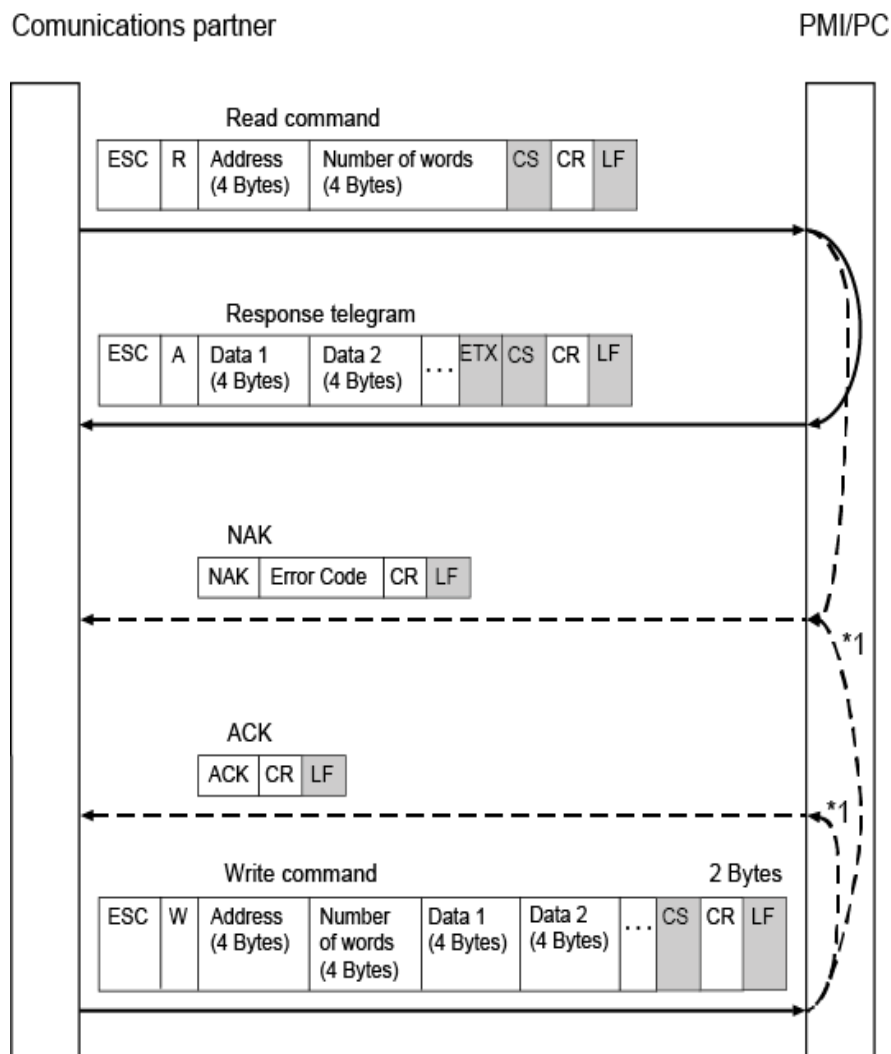 Comunications partner
PMI/PC
Read command
ESC R Address (4 Bytes) Number of words (4 Bytes) CS CR LF
Response telegram
ESC A Data 1 (4 Bytes) Data 2 (4 Bytes) ... ETX CS CR LF
NAK
NAK Error Code CR LF
*1
ACK
ACK CR LF
*1
Write command
2 Bytes
ESC W Address (4 Bytes) Number of words (4 Bytes) Data 1 (4 Bytes) Data 2 (4 Bytes) ... CS CR LF